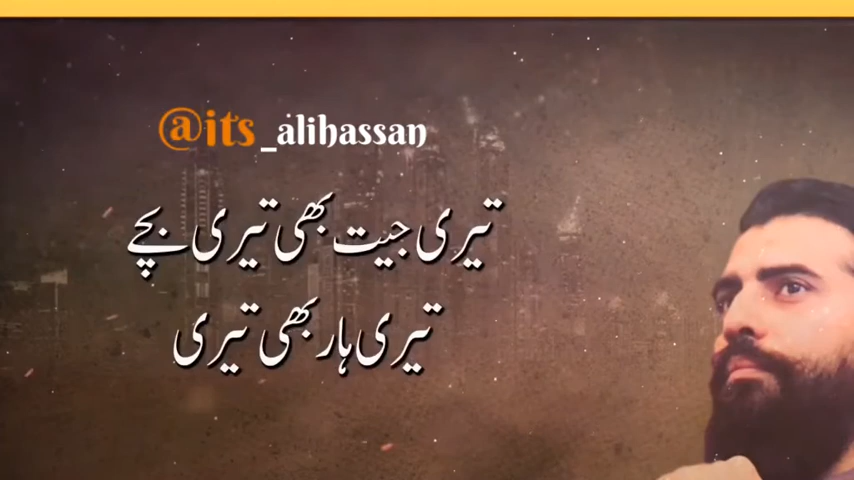 @its_alihassan
تیری جیت بھی تیری بچے
تیری ہار بھی تیری